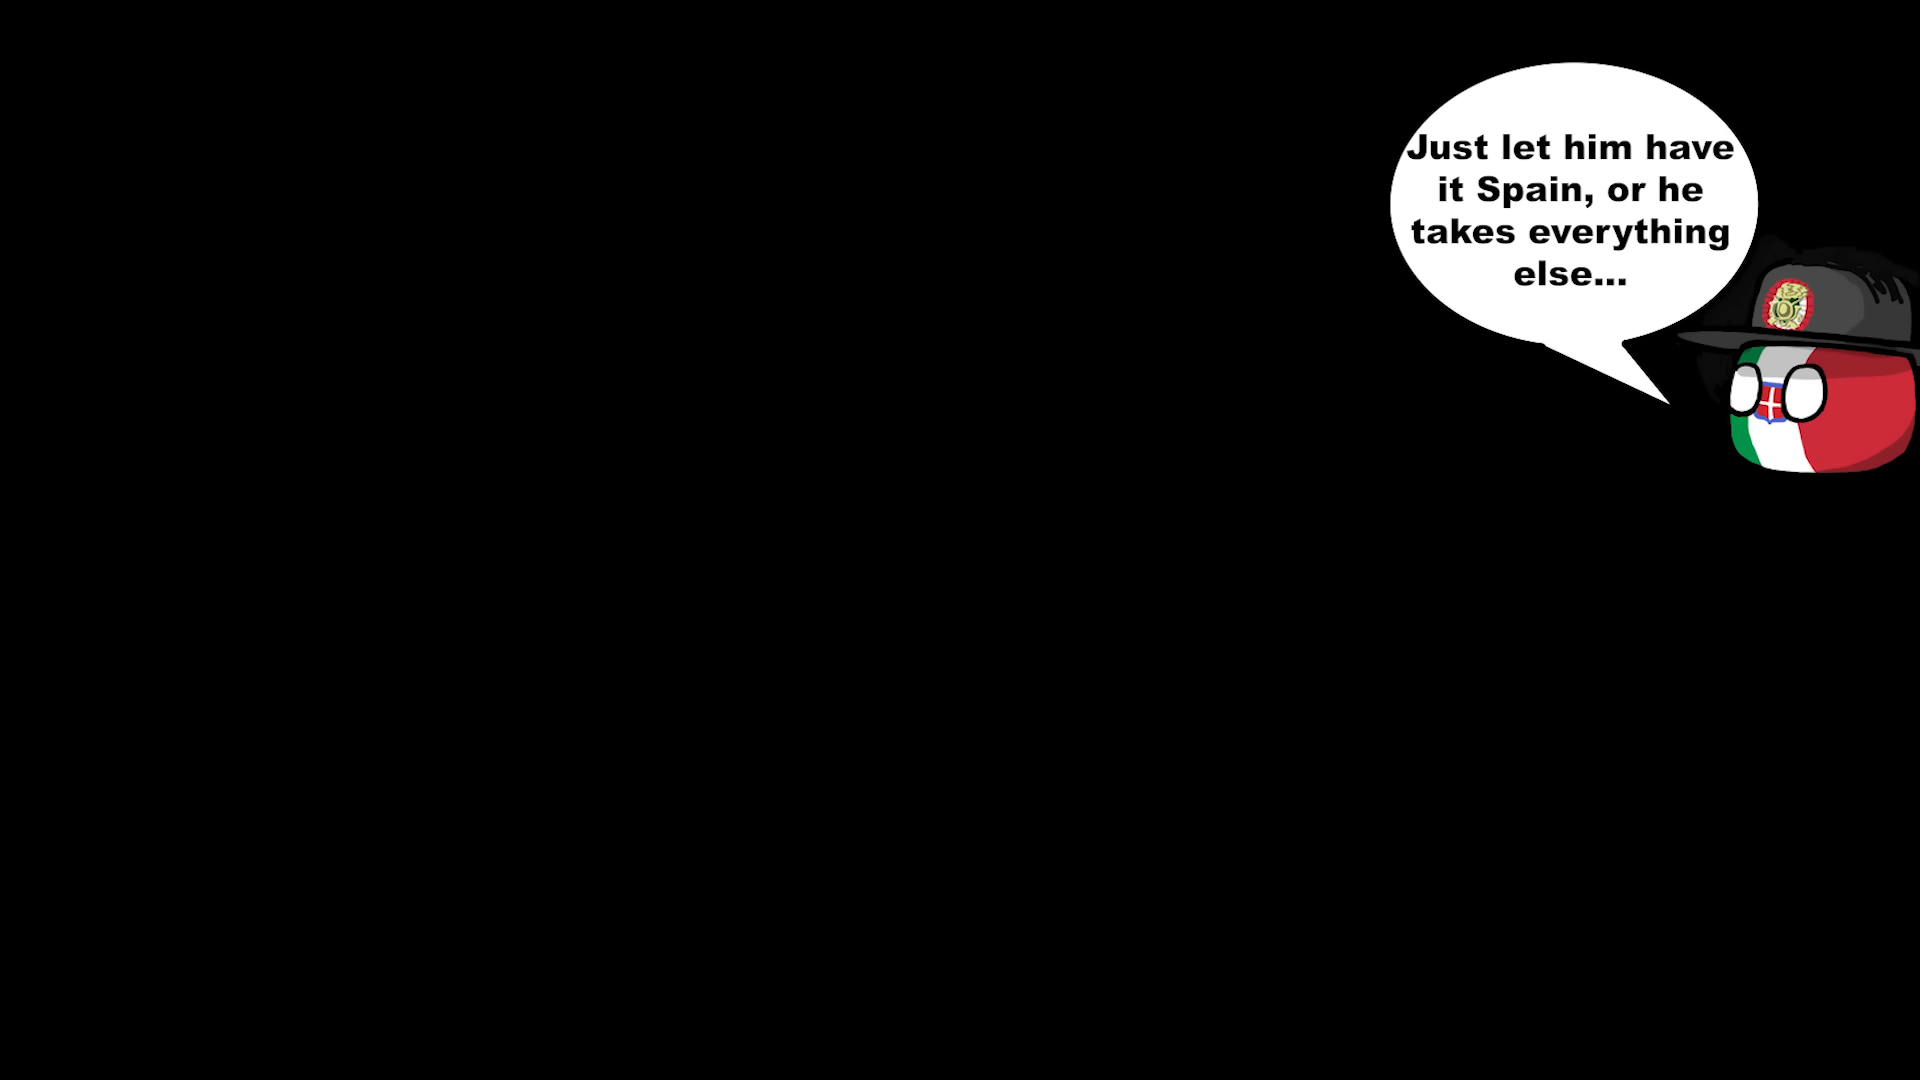 Just let him have
it Spain, or he
takes everything
else...